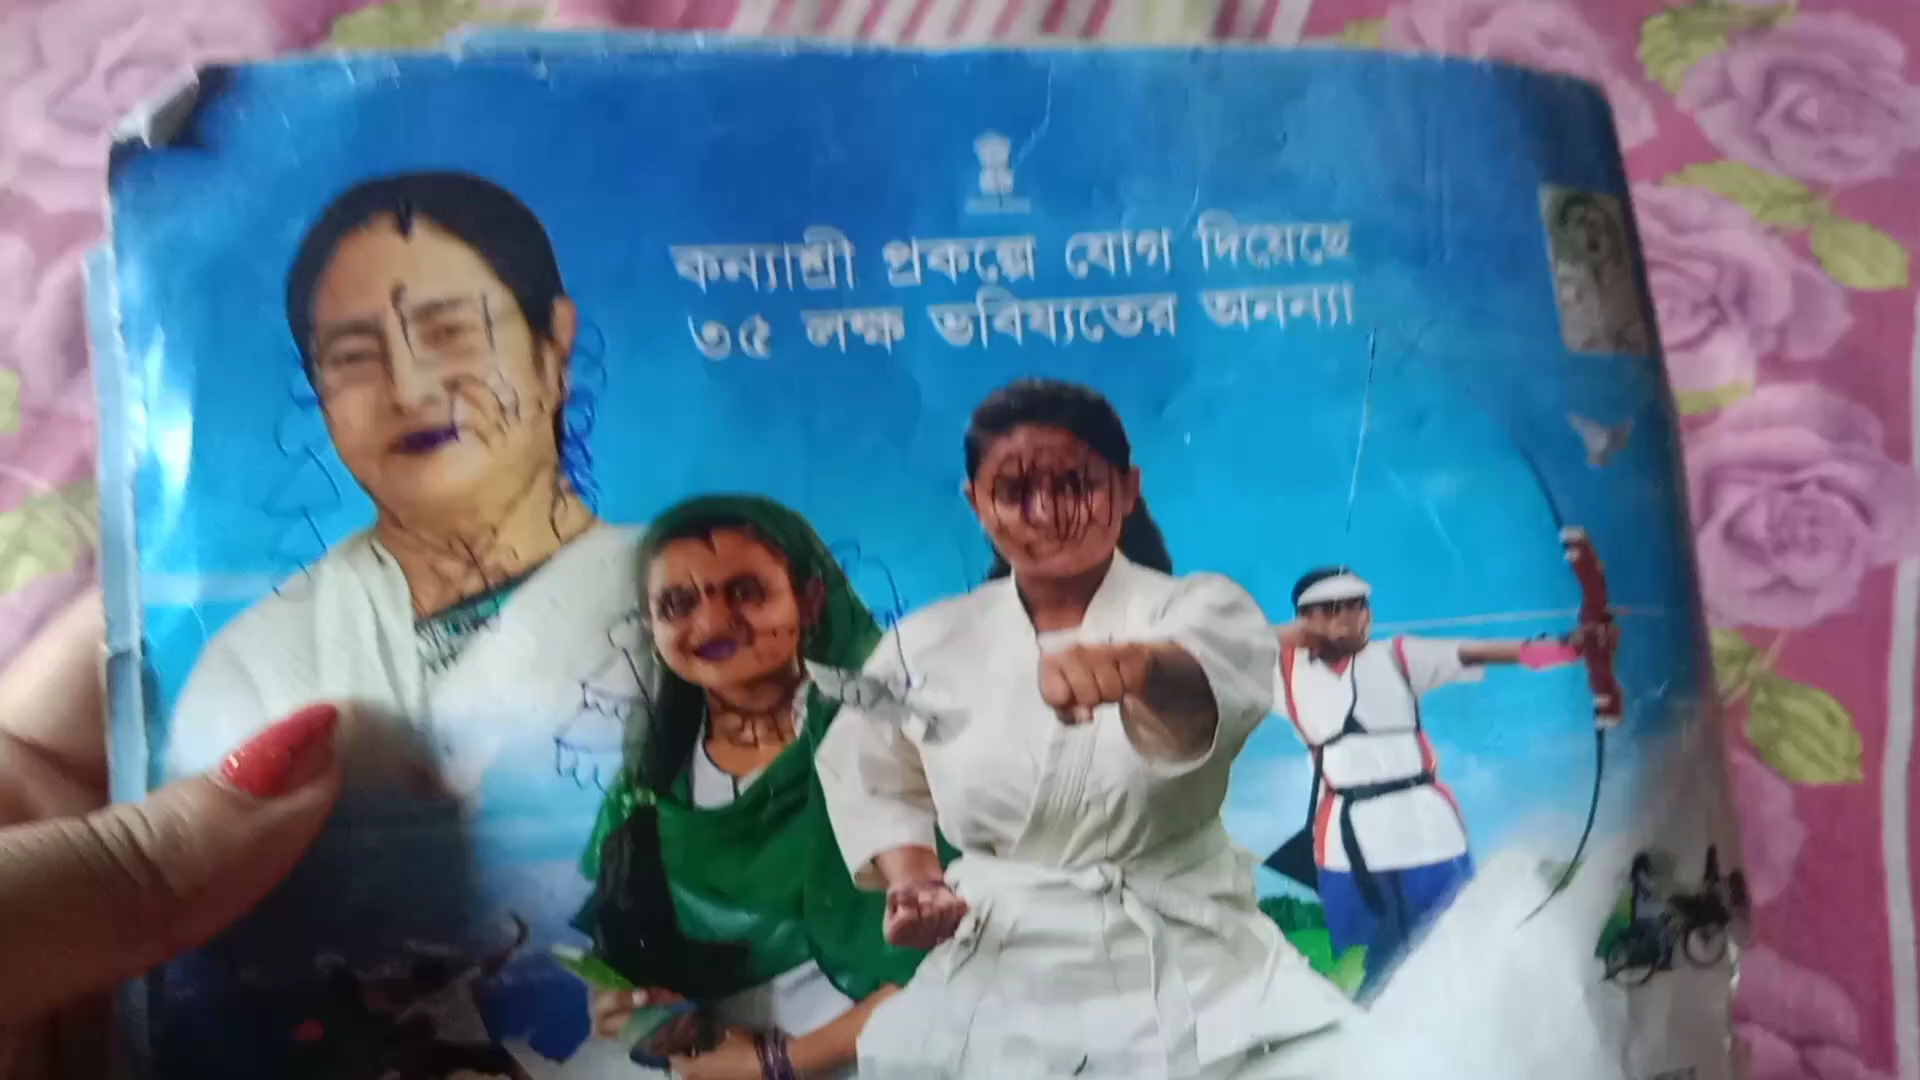 কন্যাশ্রী প্রকল্পে যোগ দিয়েছে
৩৫ লক্ষ ভবিষ্যতের অনন্যা